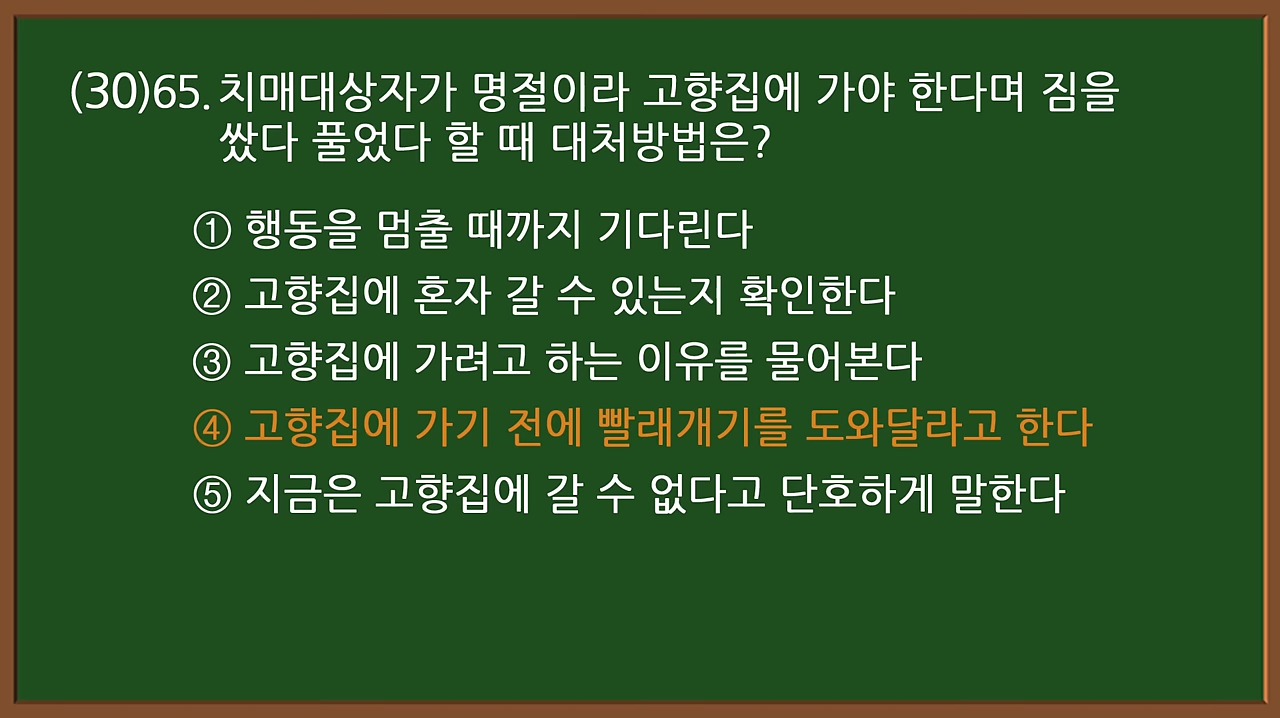 (30)65. 치매대상자가 명절이라 고향집에 가야 한다며 짐을
쌌다 풀었다 할 때 대처방법은?
① 행동을 멈출 때까지 기다린다
② 고향집에 혼자 갈 수 있는지 확인한다
③ 고향집에 가려고 하는 이유를 물어본다
④ 고향집에 가기 전에 빨래개기를 도와달라고 한다
⑤ 지금은 고향집에 갈 수 없다고 단호하게 말한다